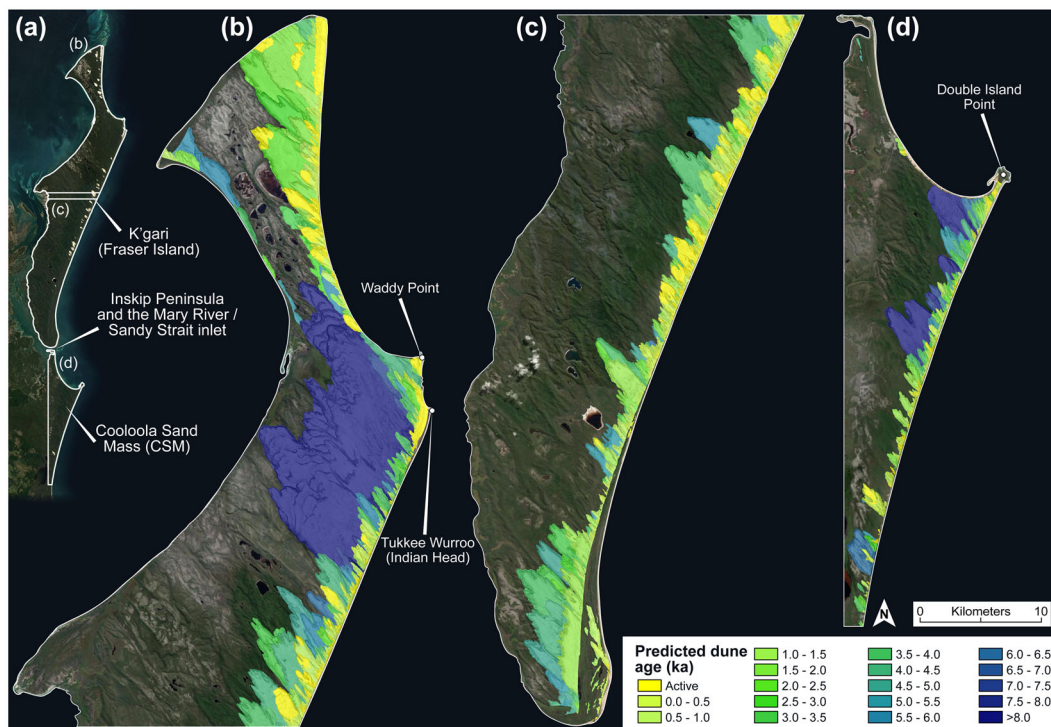 (a)
(b)
(c)
K'gari
(Fraser Island)
Inskip Peninsula
and the Mary River /
Sandy Strait inlet
(d)
Cooloola Sand
Mass (CSM)
(b)
Waddy Point
Tukkee Wurroo
(Indian Head)
(c)
(d)
Double Island
Point
N
0 Kilometers 10
Predicted dune
age (ka)
Active
0.0 - 0.5
0.5 - 1.0
1.0 - 1.5
1.5 - 2.0
2.0 - 2.5
2.5 - 3.0
3.0 - 3.5
3.5 - 4.0
4.0 - 4.5
4.5 - 5.0
5.0 - 5.5
5.5 - 6.0
6.0 - 6.5
6.5 - 7.0
7.0 - 7.5
7.5 - 8.0
>8.0